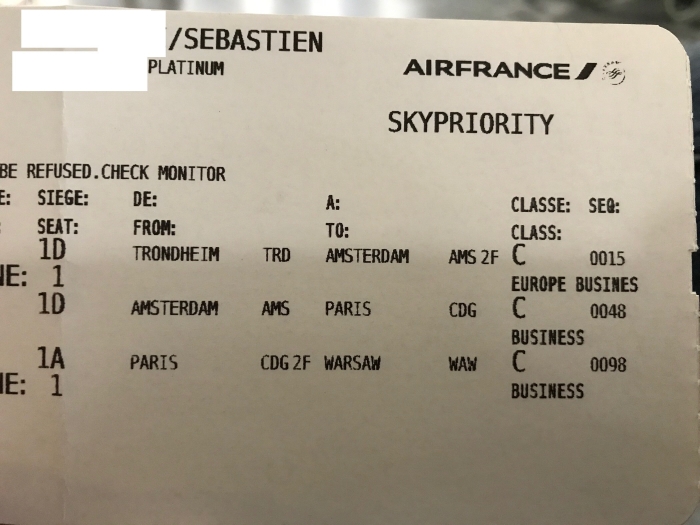 /SEBASTIEN
PLATINUM
AIRFRANCE
SKYPRIORITY
BE REFUSED.CHECK MONITOR
E: SIEGE: DE: A: CLASSE: SEQ:
: SEAT: FROM: TO: CLASS:
1D TRONDHEIM TRD AMSTERDAM AMS 2F C 0015
NE: 1 EUROPE BUSINES
1D AMSTERDAM AMS PARIS CDG C 0048
BUSINESS
1A PARIS CDG 2F WARSAW WAW C 0098
NE: 1 BUSINESS